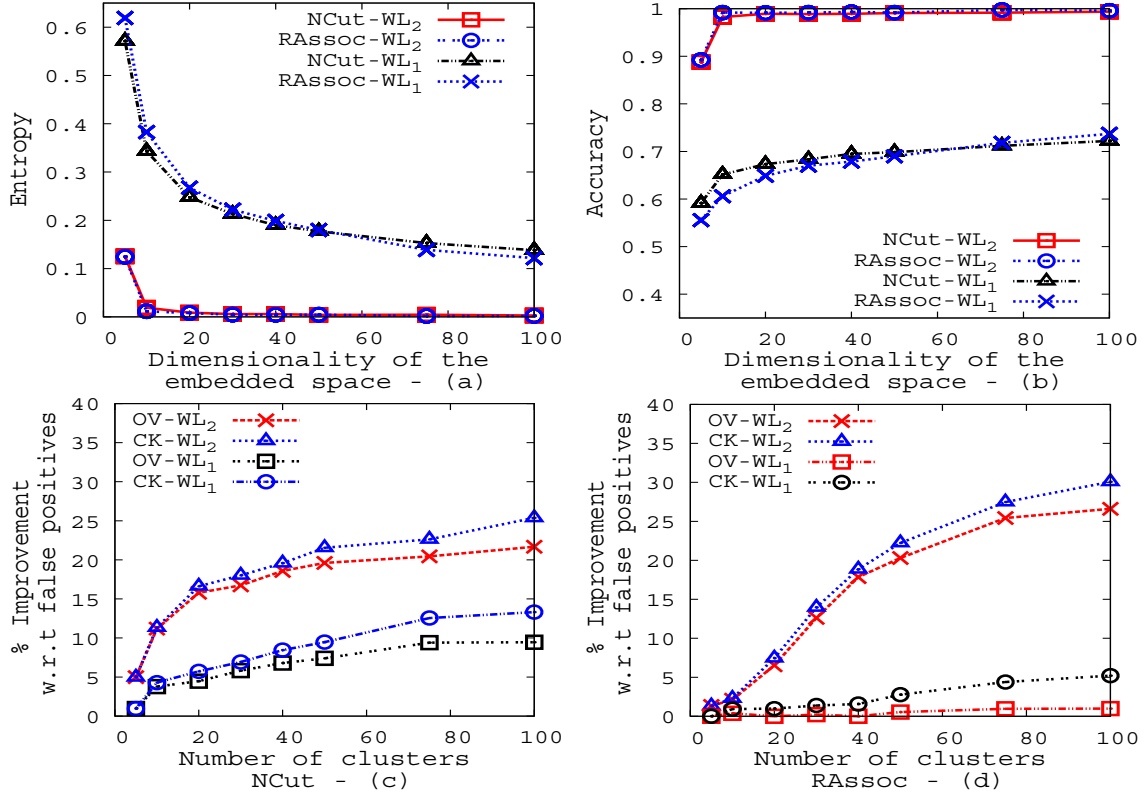 0.6
0.5
0.4
0.3
0.2
0.1
0
Entropy
NCut-WL2
RAssoc-WL2
NCut-WL1
RAssoc-WL1
0 20 40 60 80 100
Dimensionality of the
embedded space - (a)
1
0.9
0.8
0.7
0.6
0.5
0.4
Accuracy
NCut-WL2
RAssoc-WL2
NCut-WL1
RAssoc-WL1
0 20 40 60 80 100
Dimensionality of the
embedded space - (b)
40
35
30
25
20
15
10
5
0
% Improvement
w.r.t false positives
OV-WL2
CK-WL2
OV-WL1
CK-WL1
0 20 40 60 80 100
Number of clusters
NCut - (c)
40
35
30
25
20
15
10
5
0
% Improvement
w.r.t false positives
OV-WL2
CK-WL2
OV-WL1
CK-WL1
0 20 40 60 80 100
Number of clusters
RAssoc - (d)